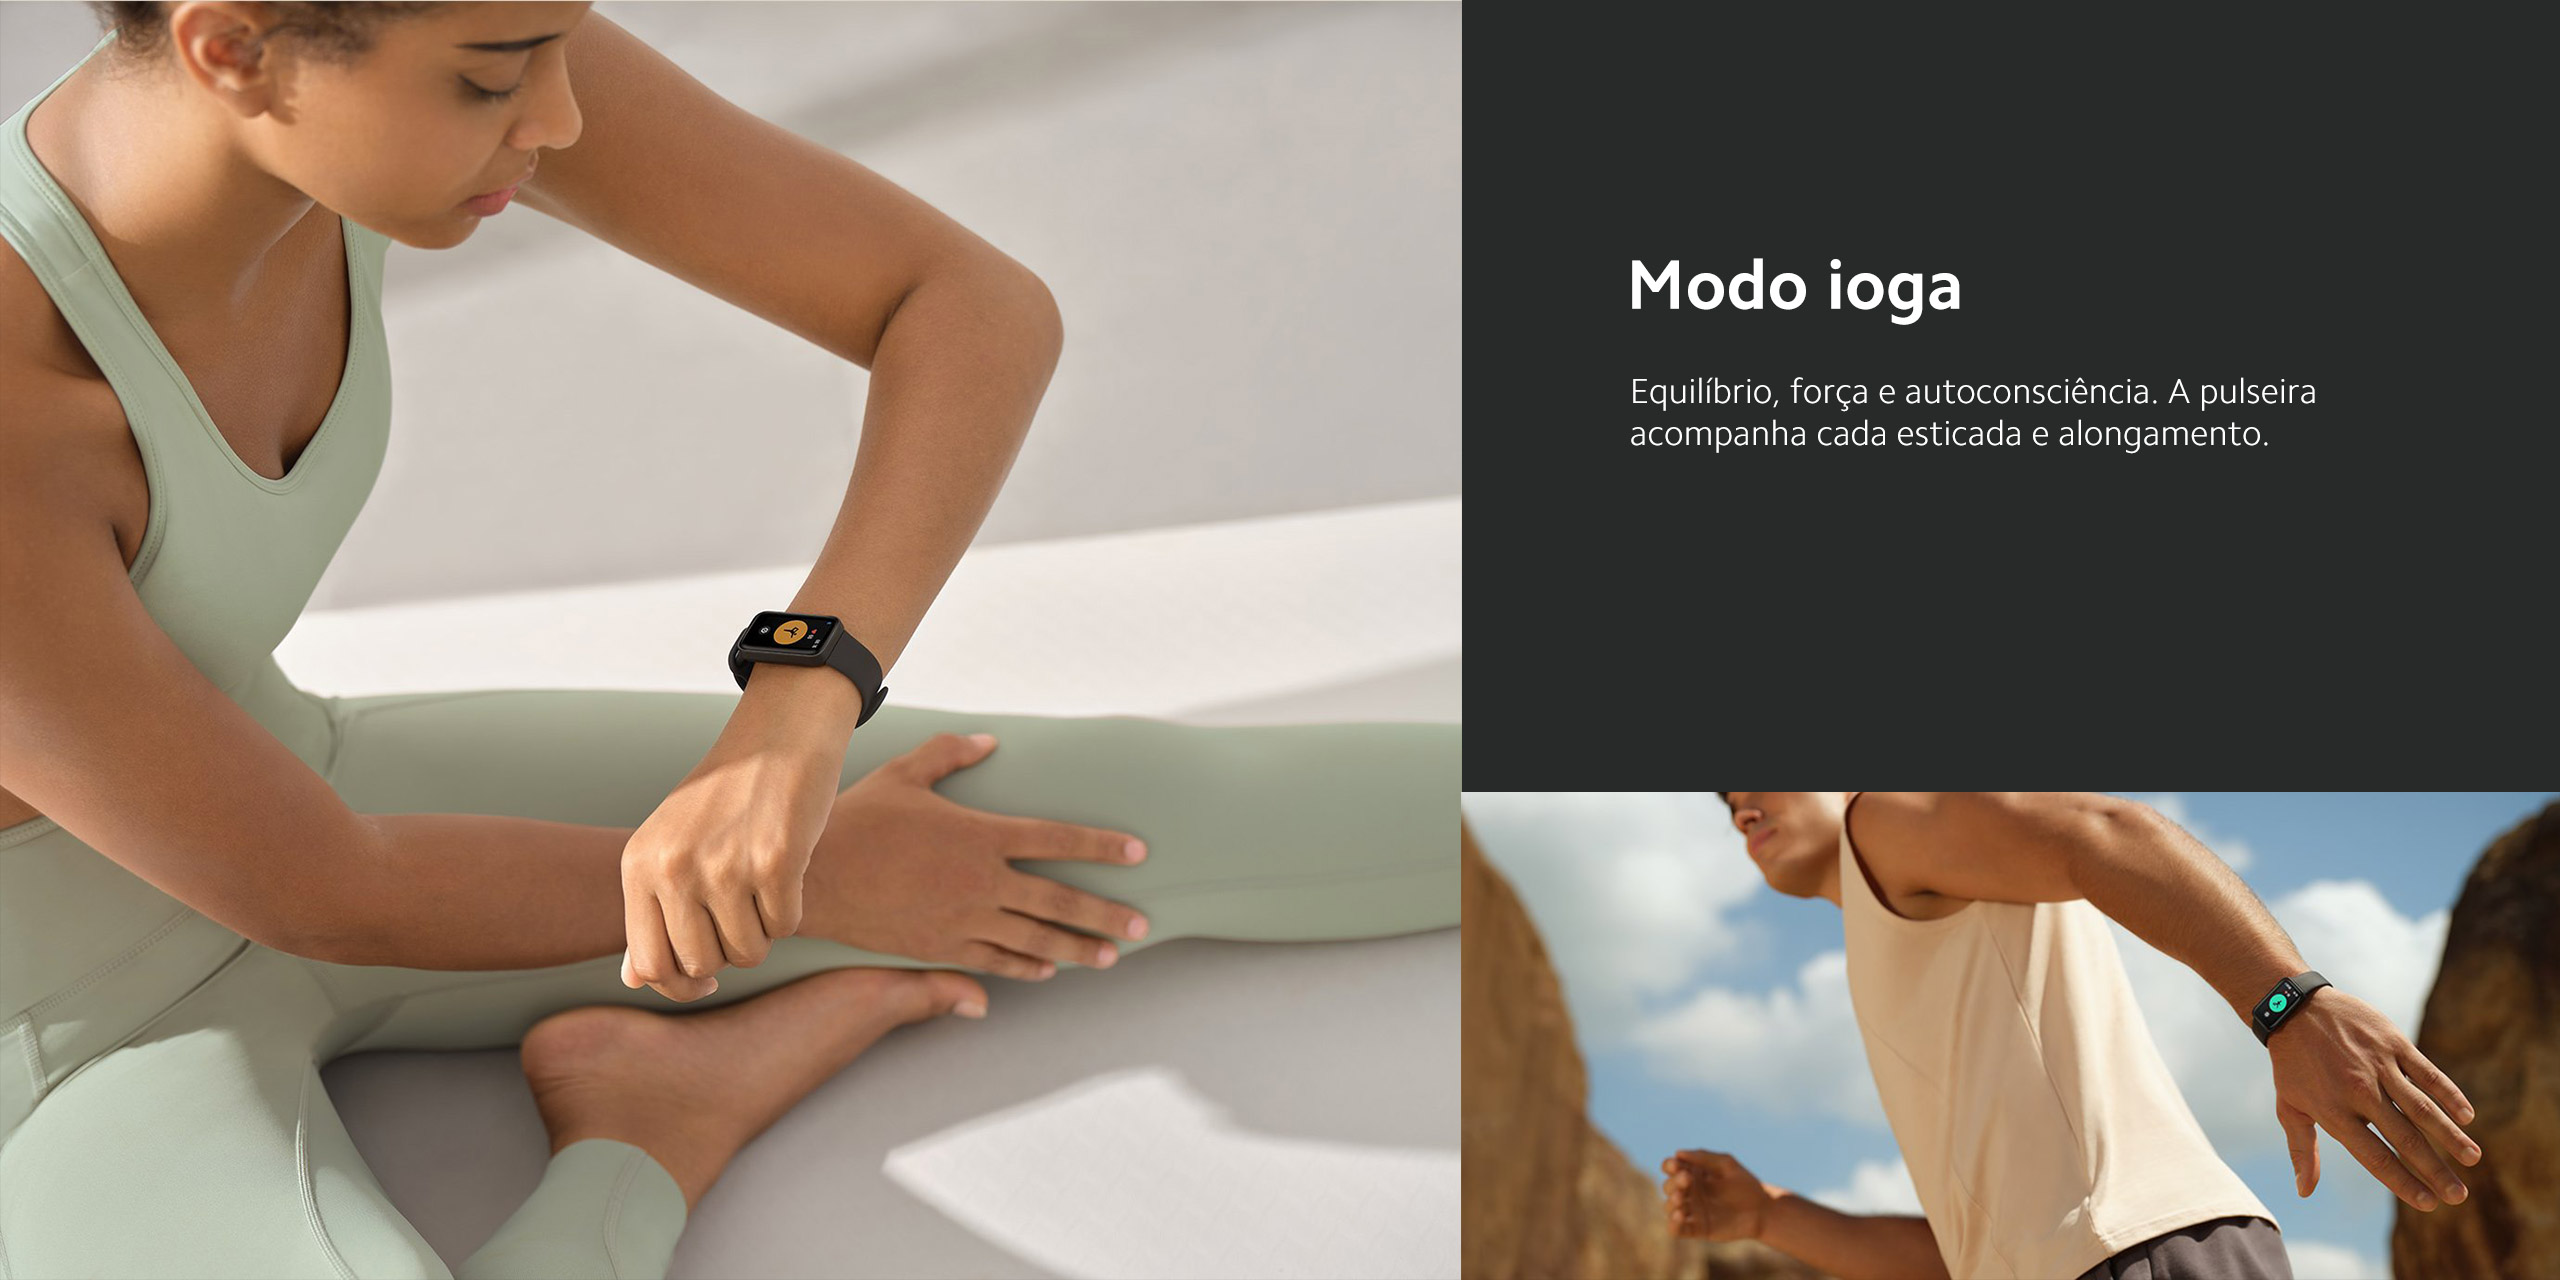 Modo ioga
Equilíbrio, força e autoconsciência. A pulseira
acompanha cada esticada e alongamento.